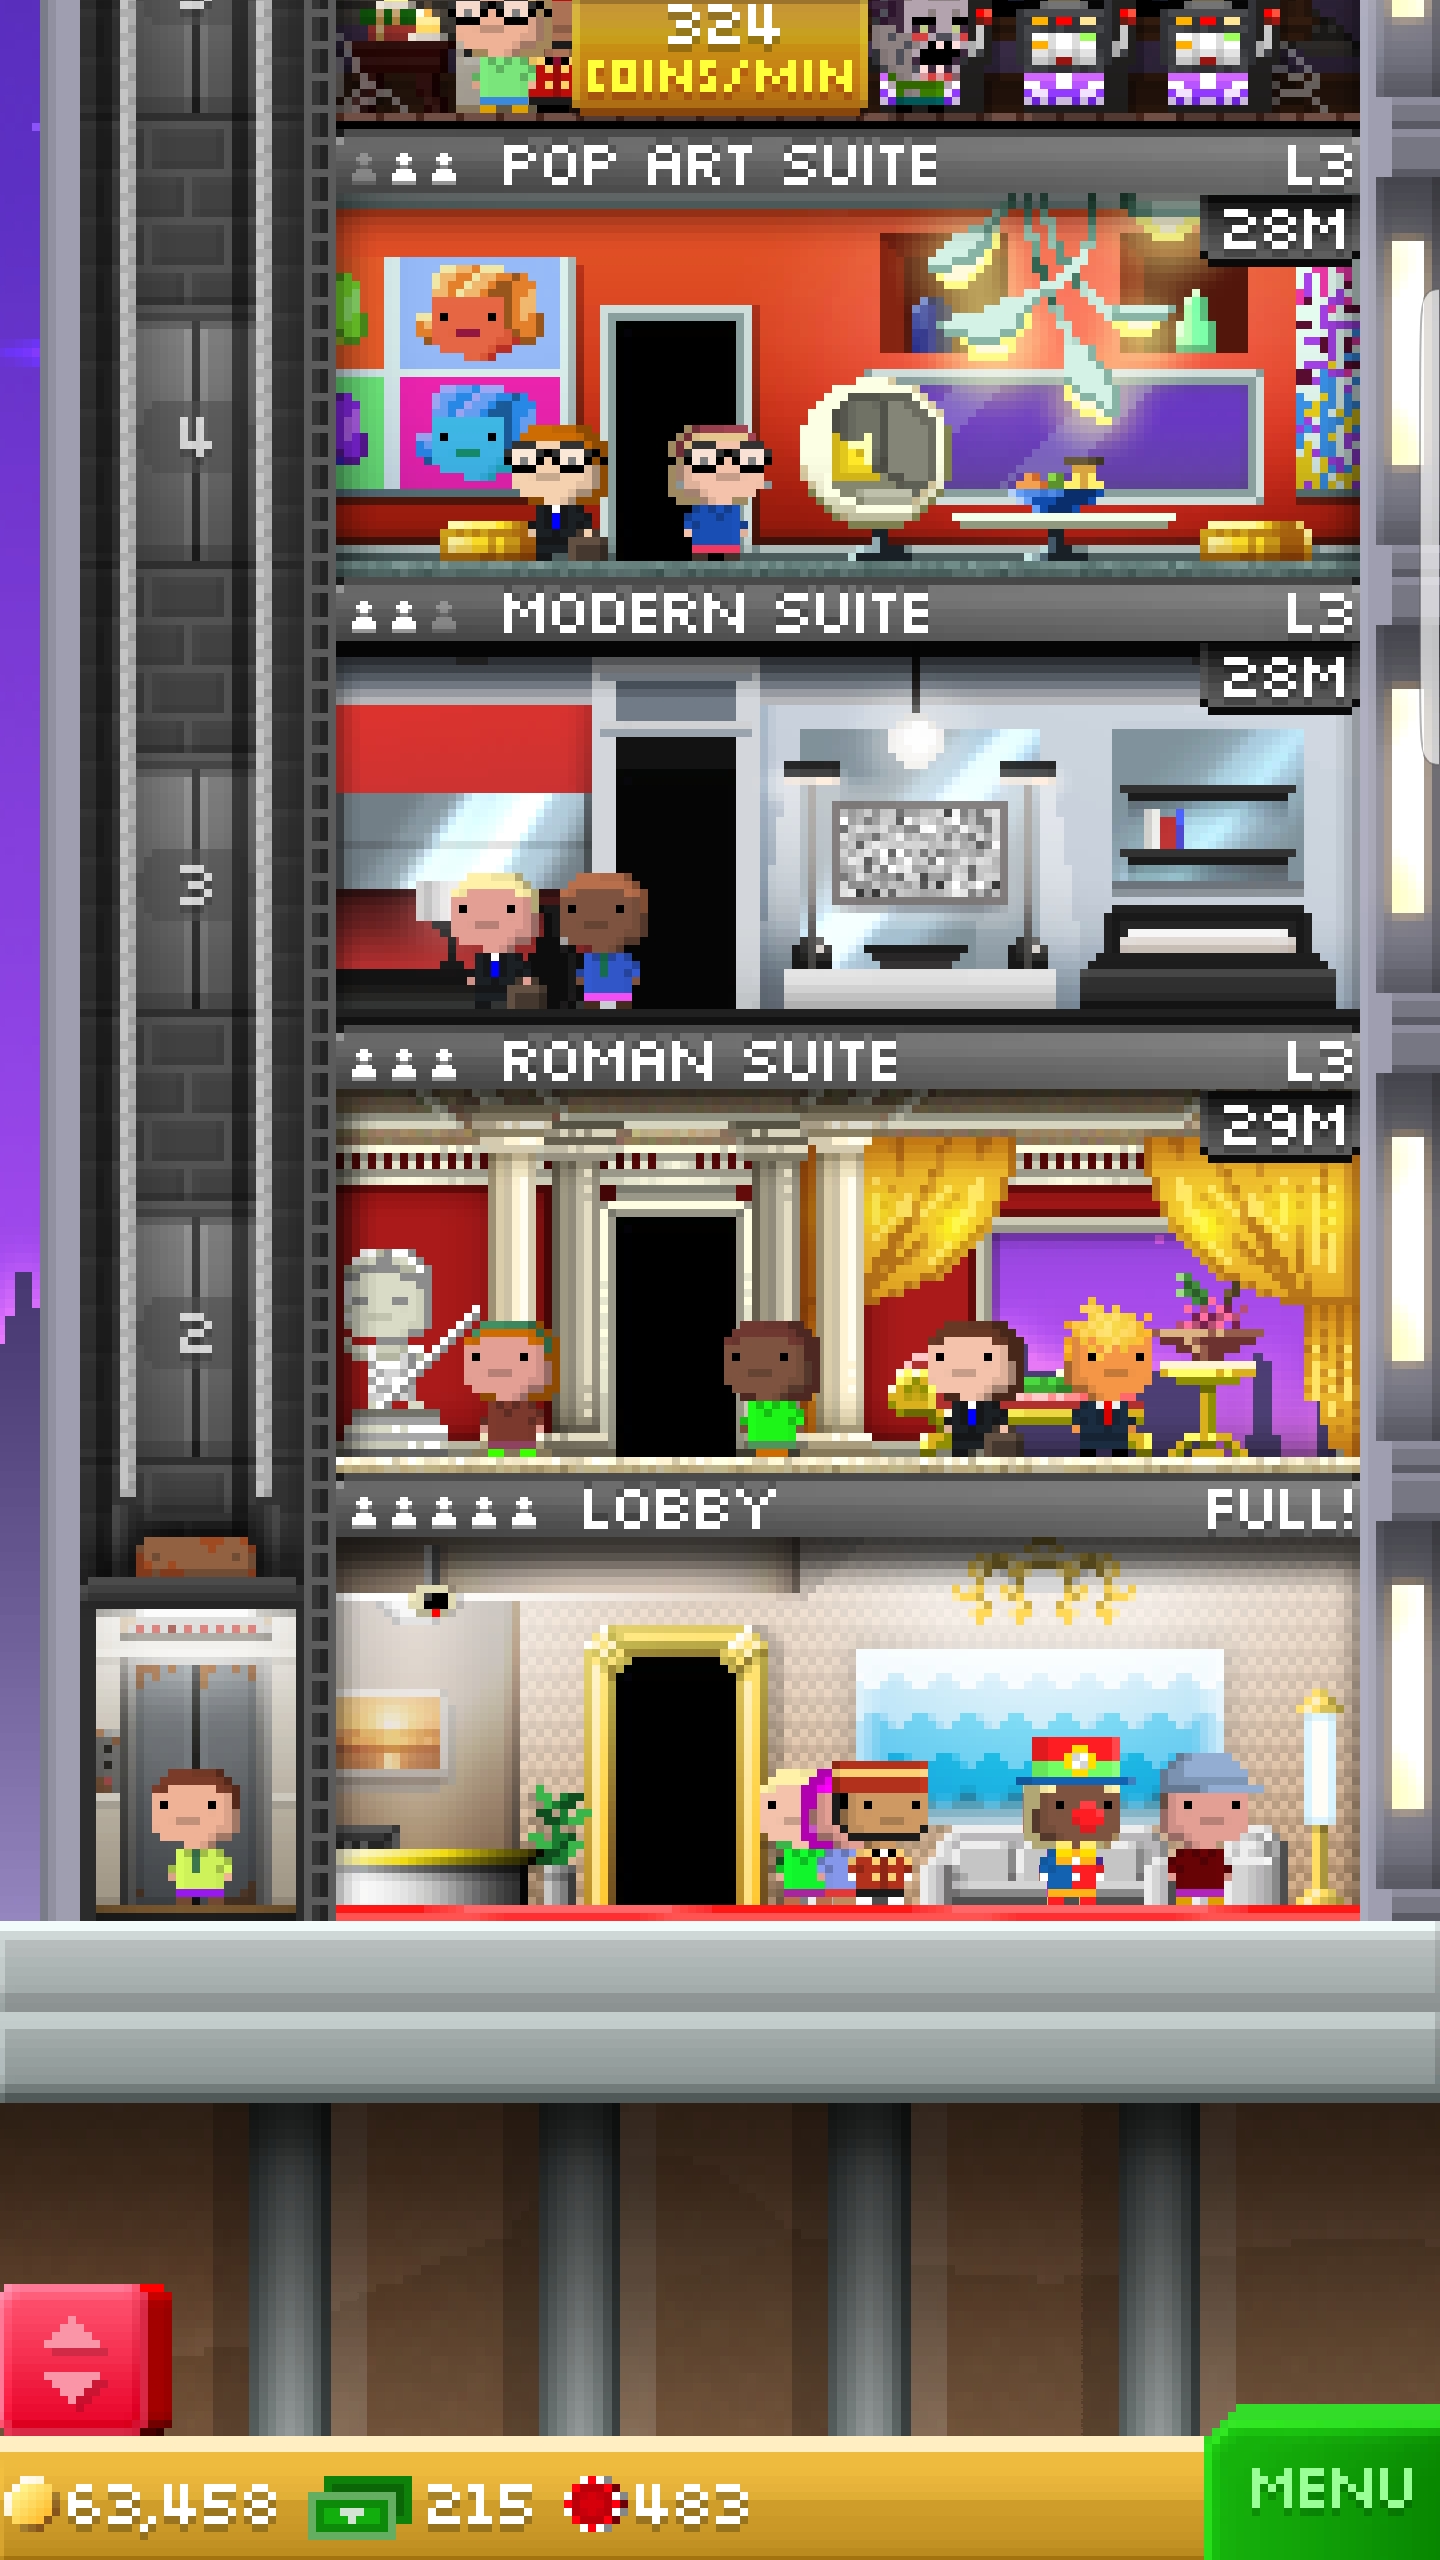 324
COINS/MIN
POP ART SUITE L3
28M
4
MODERN SUITE L3
28M
3
ROMAN SUITE L3
29M
2
LOBBY FULL!
63,458 215 483
MENU